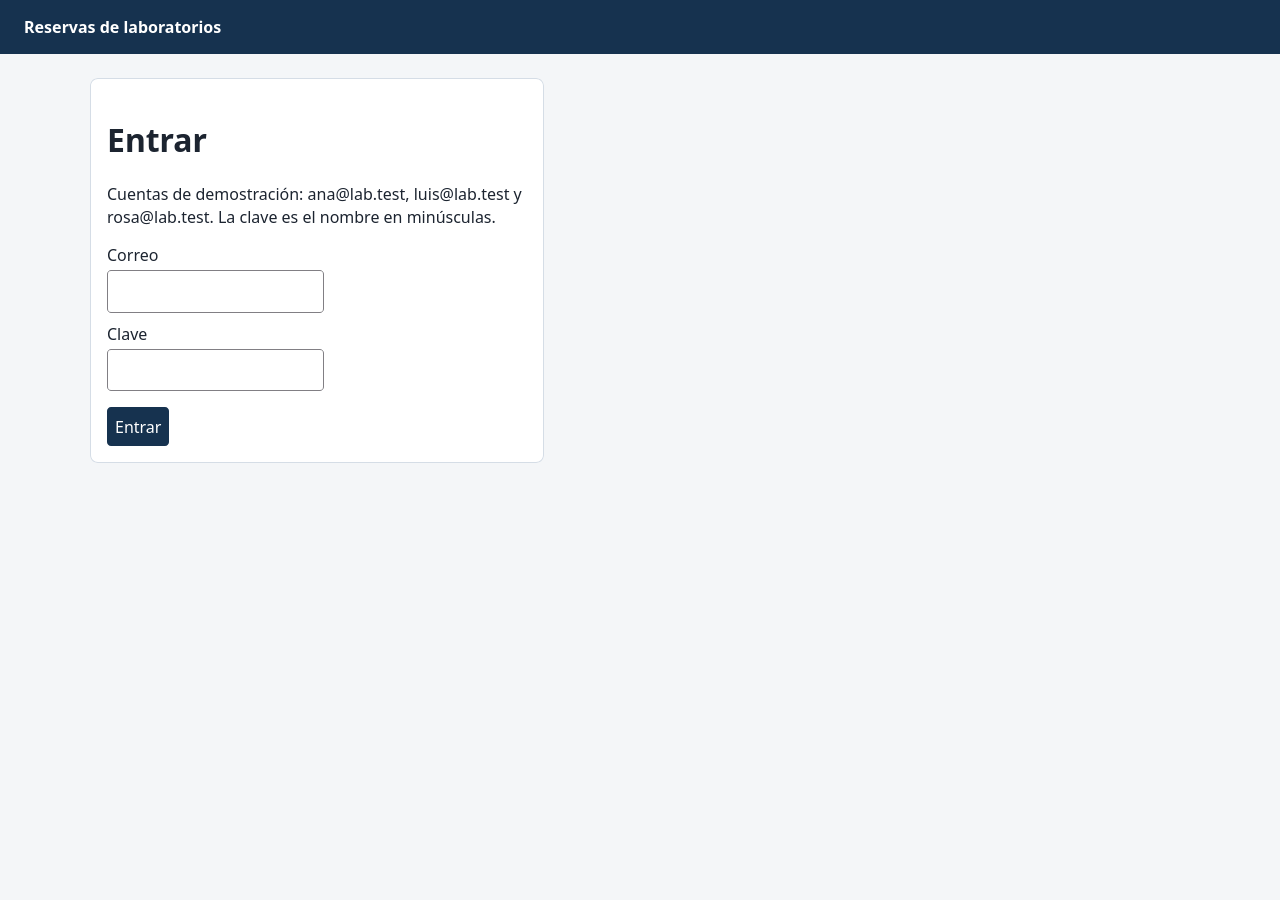 Reservas de laboratorios
Entrar
Cuentas de demostración: ana@lab.test, luis@lab.test y
rosa@lab.test. La clave es el nombre en minúsculas.
Correo
Clave
Entrar